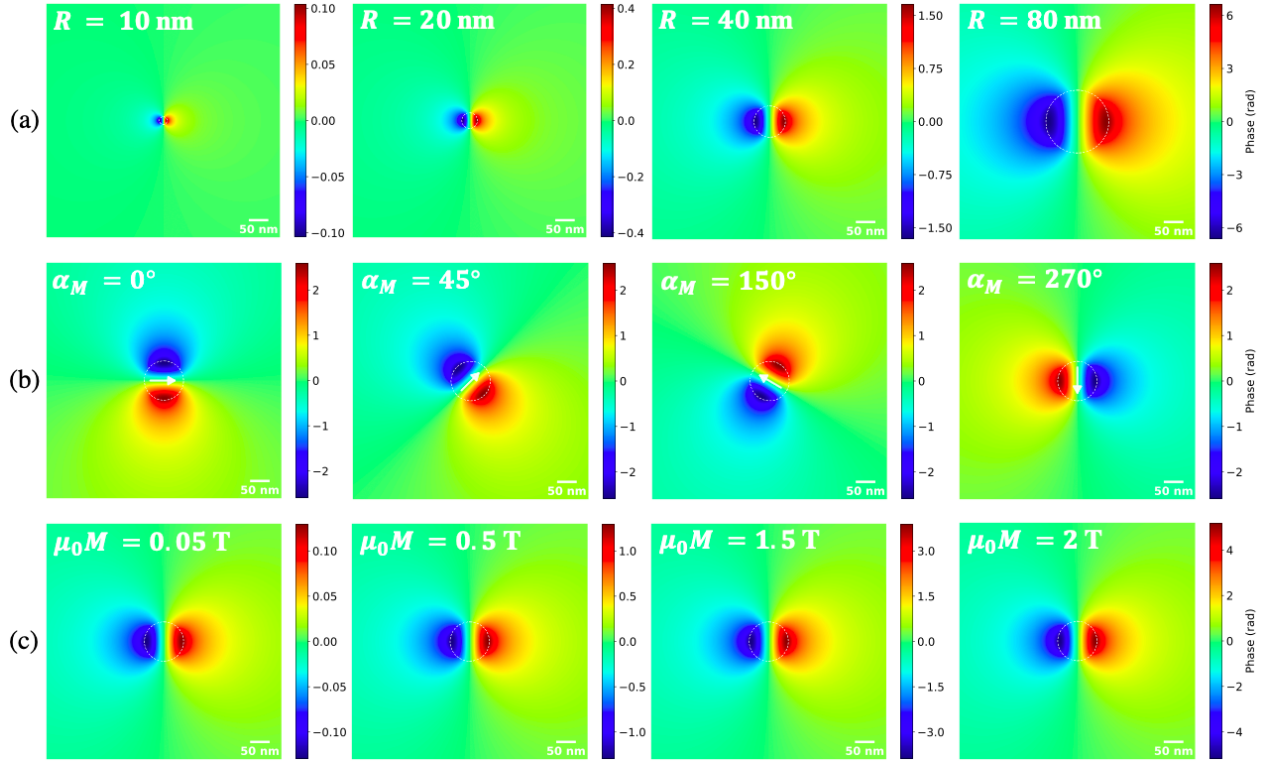 R = 10 nm
0.10
0.05
0.00
−0.05
−0.10
50 nm
R = 20 nm
0.4
0.2
0.0
−0.2
−0.4
50 nm
R = 40 nm
1.50
0.75
0.00
−0.75
−1.50
50 nm
R = 80 nm
6
3
0
−3
−6
Phase (rad)
50 nm
(a)
α_M = 0°
2
1
0
−1
−2
50 nm
α_M = 45°
2
1
0
−1
−2
50 nm
α_M = 150°
2
1
0
−1
−2
50 nm
α_M = 270°
2
1
0
−1
−2
Phase (rad)
50 nm
(b)
μ₀M = 0.05 T
0.10
0.05
0.00
−0.05
−0.10
50 nm
μ₀M = 0.5 T
1.0
0.5
0.0
−0.5
−1.0
50 nm
μ₀M = 1.5 T
3.0
1.5
0.0
−1.5
−3.0
50 nm
μ₀M = 2 T
4
2
0
−2
−4
Phase (rad)
50 nm
(c)